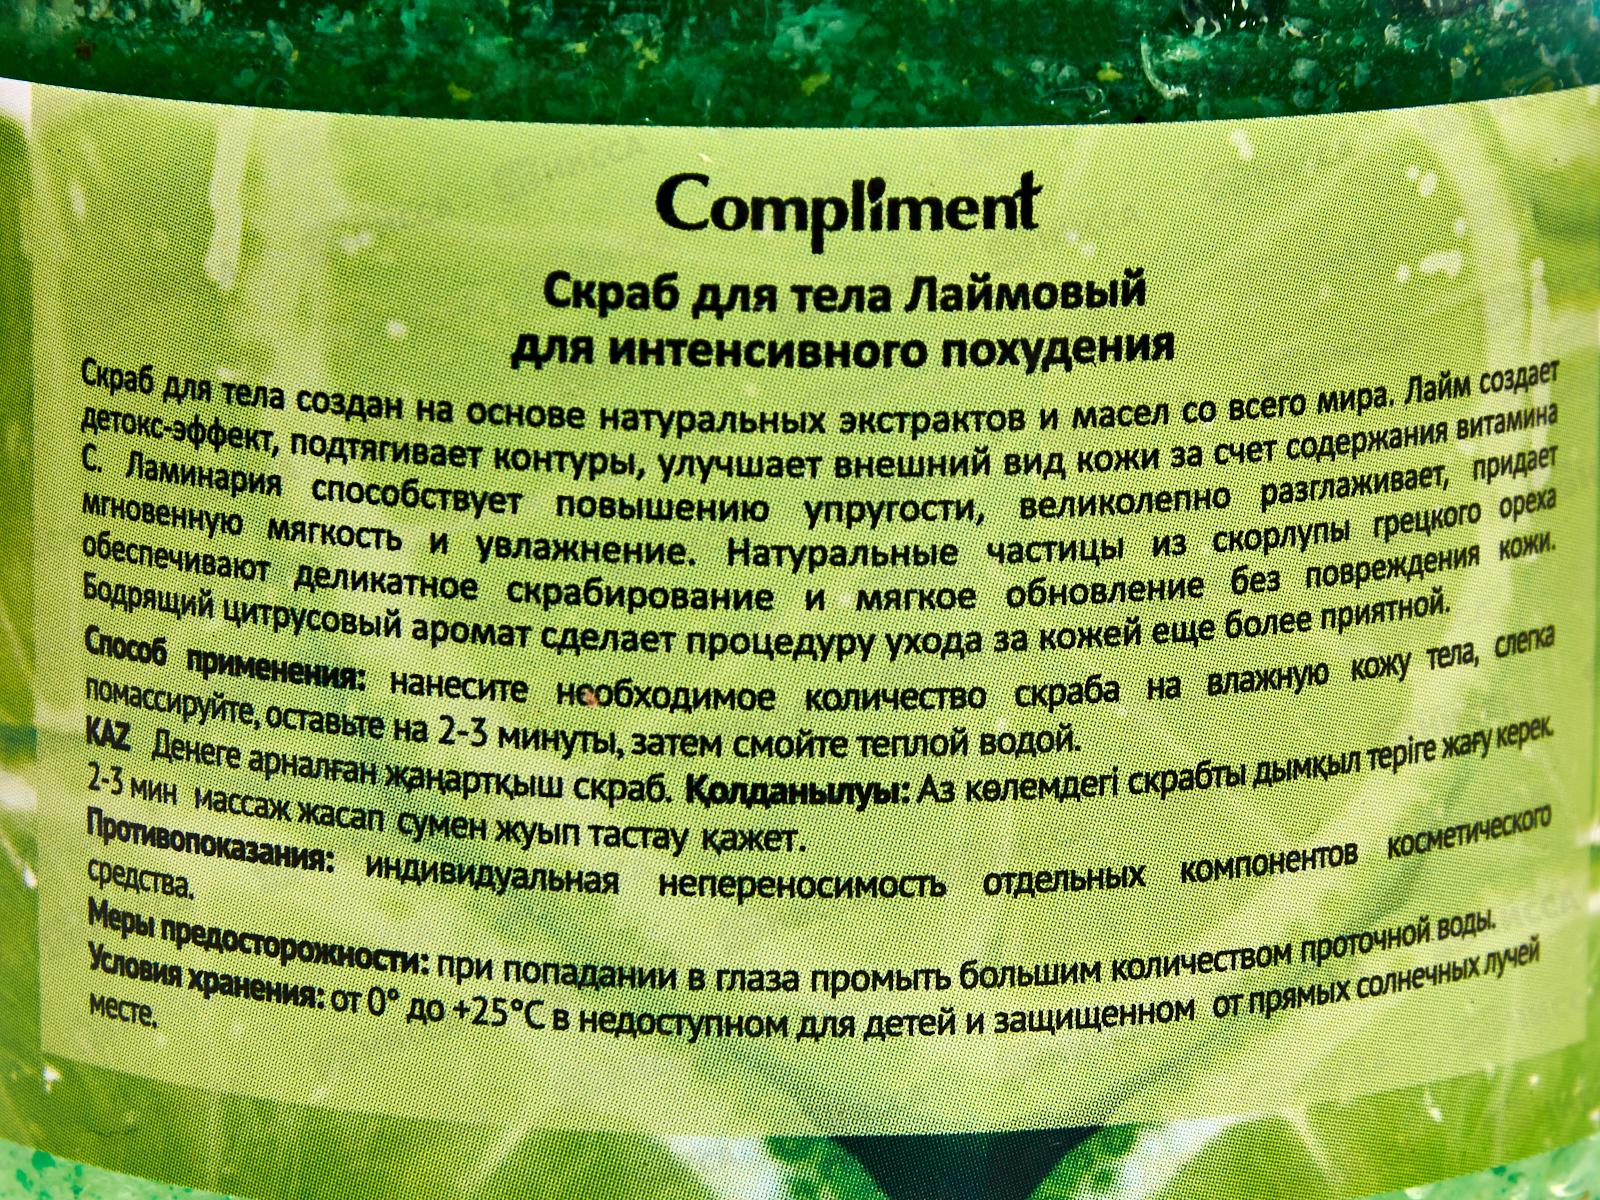 Compliment
Скраб для тела Лаймовый
для интенсивного похудения
Скраб для тела создан на основе натуральных экстрактов и масел со всего мира. Лайм создает
детокс-эффект, подтягивает контуры, улучшает внешний вид кожи за счет содержания витамина
С. Ламинария способствует повышению упругости, великолепно разглаживает, придает
мгновенную мягкость и увлажнение. Натуральные частицы из скорлупы грецкого ореха
обеспечивают деликатное скрабирование и мягкое обновление без повреждения кожи.
Бодрящий цитрусовый аромат сделает процедуру ухода за кожей еще более приятной.
Способ применения: нанесите необходимое количество скраба на влажную кожу тела, слегка
помассируйте, оставьте на 2-3 минуты, затем смойте теплой водой.
KAZ Денеге арналған жаңартқыш скраб. Қолданылуы: Аз көлемдегі скрабты дымқыл теріге жағу керек.
2-3 мин массаж жасап сумен жуып тастау қажет.
Противопоказания: индивидуальная непереносимость отдельных компонентов косметического
средства.
Меры предосторожности: при попадании в глаза промыть большим количеством проточной воды.
Условия хранения: от 0° до +25°С в недоступном для детей и защищенном от прямых солнечных лучей
месте.